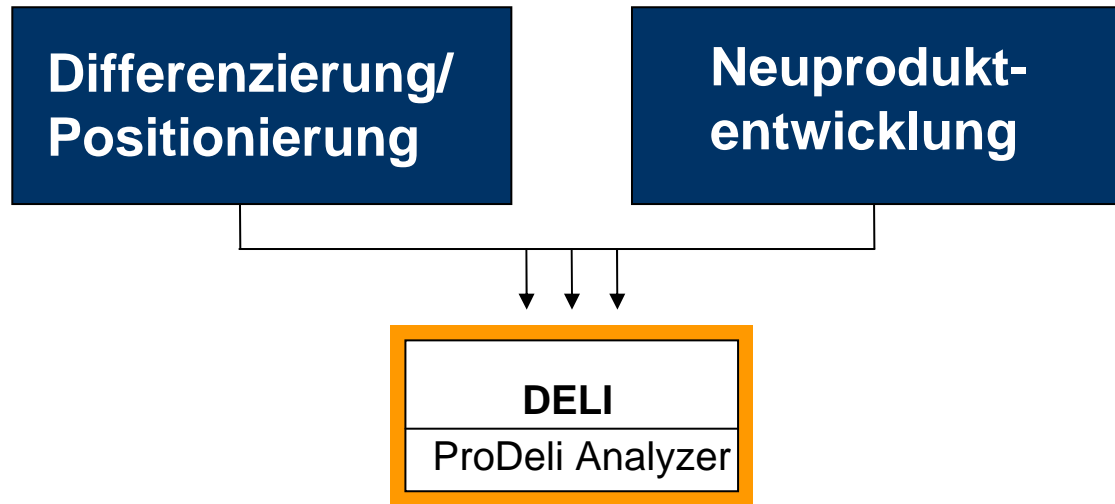 Differenzierung/
Positionierung
Neuprodukt-
entwicklung
DELI
ProDeli Analyzer